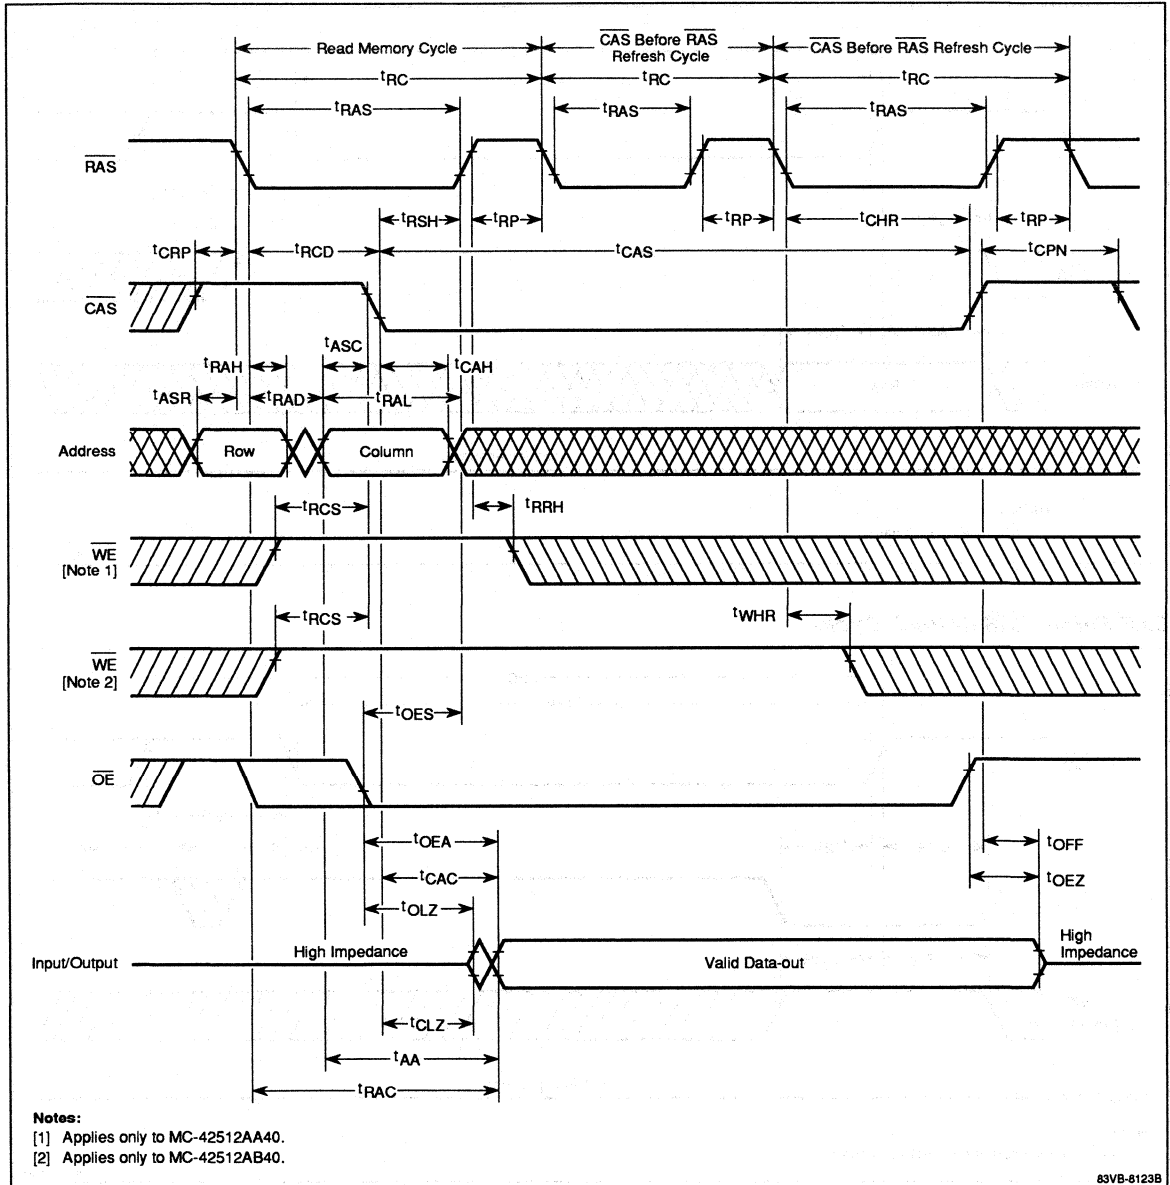 Read Memory Cycle
CAS Before RAS
Refresh Cycle
CAS Before RAS Refresh Cycle
tRC
tRC
tRC
tRAS
tRAS
tRAS
RAS
tRSH
tRP
tRP
tCHR
tRP
tCRP
tRCD
tCAS
tCPN
CAS
tASC
tRAH
tCAH
tASR
tRAD
tRAL
Address
Row
Column
tRCS
tRRH
WE
[Note 1]
tRCS
tWHR
WE
[Note 2]
tOES
OE
tOEA
tOFF
tCAC
tOEZ
tOLZ
Input/Output
High Impedance
Valid Data-out
High
Impedance
tCLZ
tAA
tRAC
Notes:
[1] Applies only to MC-42512AA40.
[2] Applies only to MC-42512AB40.
83VB-8123B